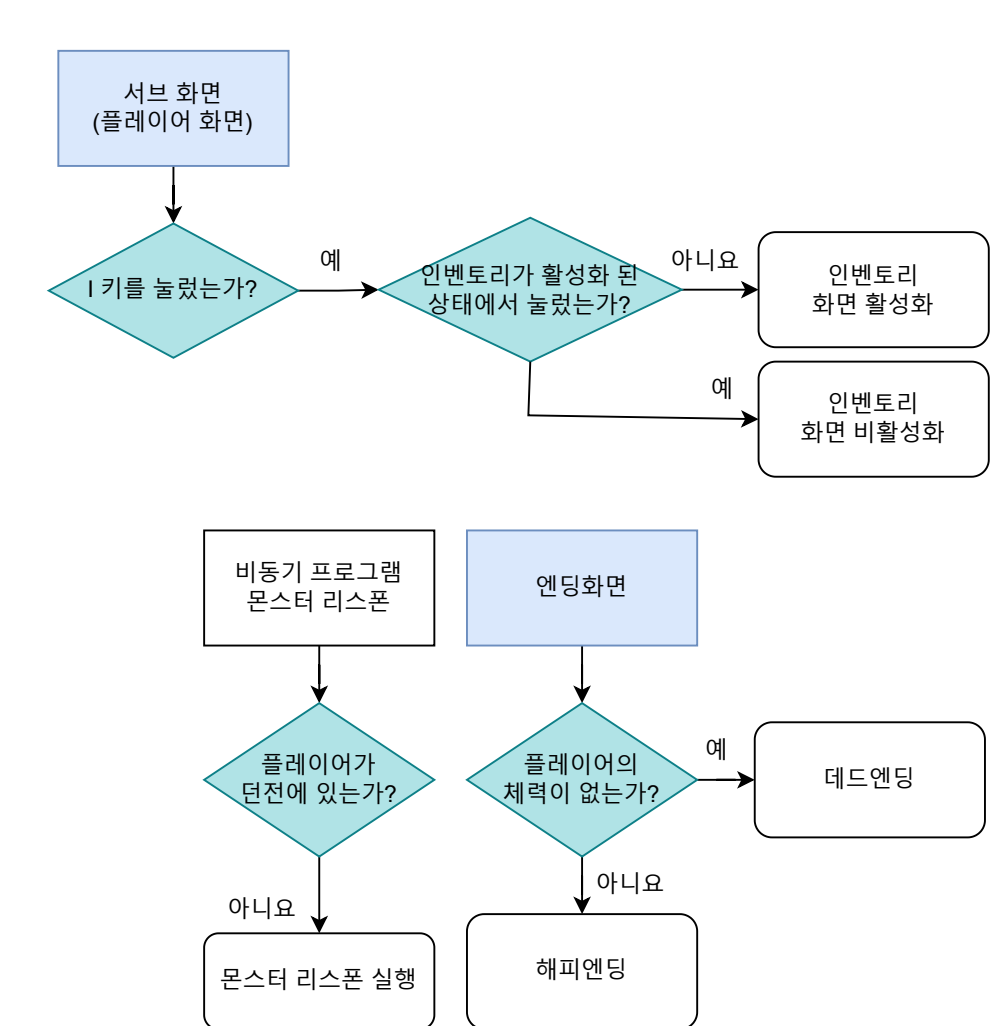 서브 화면
(플레이어 화면)
I 키를 눌렀는가?
예
인벤토리가 활성화 된
상태에서 눌렀는가?
아니요
인벤토리
화면 활성화
예
인벤토리
화면 비활성화
비동기 프로그램
몬스터 리스폰
플레이어가
던전에 있는가?
아니요
몬스터 리스폰 실행
엔딩화면
플레이어의
체력이 없는가?
예
데드엔딩
아니요
해피엔딩